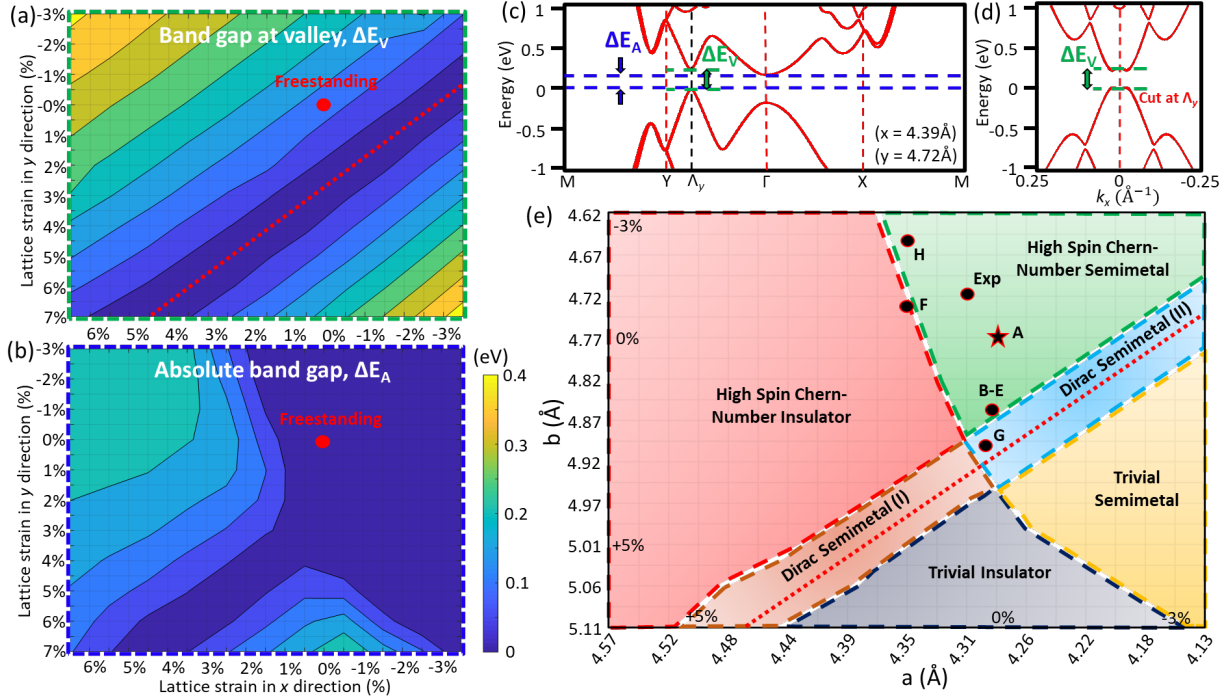 (a)
Band gap at valley, ΔE_V
Freestanding
Lattice strain in y direction (%)
-3%
-2%
-1%
-0%
1%
2%
3%
4%
5%
6%
7%
6% 5% 4% 3% 2% 1% 0% -1% -2% -3%
(b)
Absolute band gap, ΔE_A
Freestanding
Lattice strain in y direction (%)
-3%
-2%
-1%
0%
1%
2%
3%
4%
5%
6%
7%
6% 5% 4% 3% 2% 1% 0% -1% -2% -3%
Lattice strain in x direction (%)
(eV)
0.4
0.3
0.2
0.1
0
(c)
Energy (eV)
1
0.5
0
-0.5
-1
ΔE_A
ΔE_V
(x = 4.39Å)
(y = 4.72Å)
M Y Λ_y Γ X M
(d)
Energy (eV)
1
0.5
0
-0.5
-1
ΔE_V
Cut at Λ_y
0.25 0 -0.25
k_x (Å⁻¹)
(e)
b (Å)
4.62
4.67
4.72
4.77
4.82
4.87
4.92
4.97
5.01
5.06
5.11
-3%
0%
+5%
High Spin Chern-
Number Semimetal
H
Exp
F
A
B-E
G
High Spin Chern-
Number Insulator
Dirac Semimetal (II)
Dirac Semimetal (I)
Trivial
Semimetal
Trivial Insulator
+5% 0% -3%
4.57 4.52 4.48 4.44 4.39 4.35 4.31 4.26 4.22 4.18 4.13
a (Å)